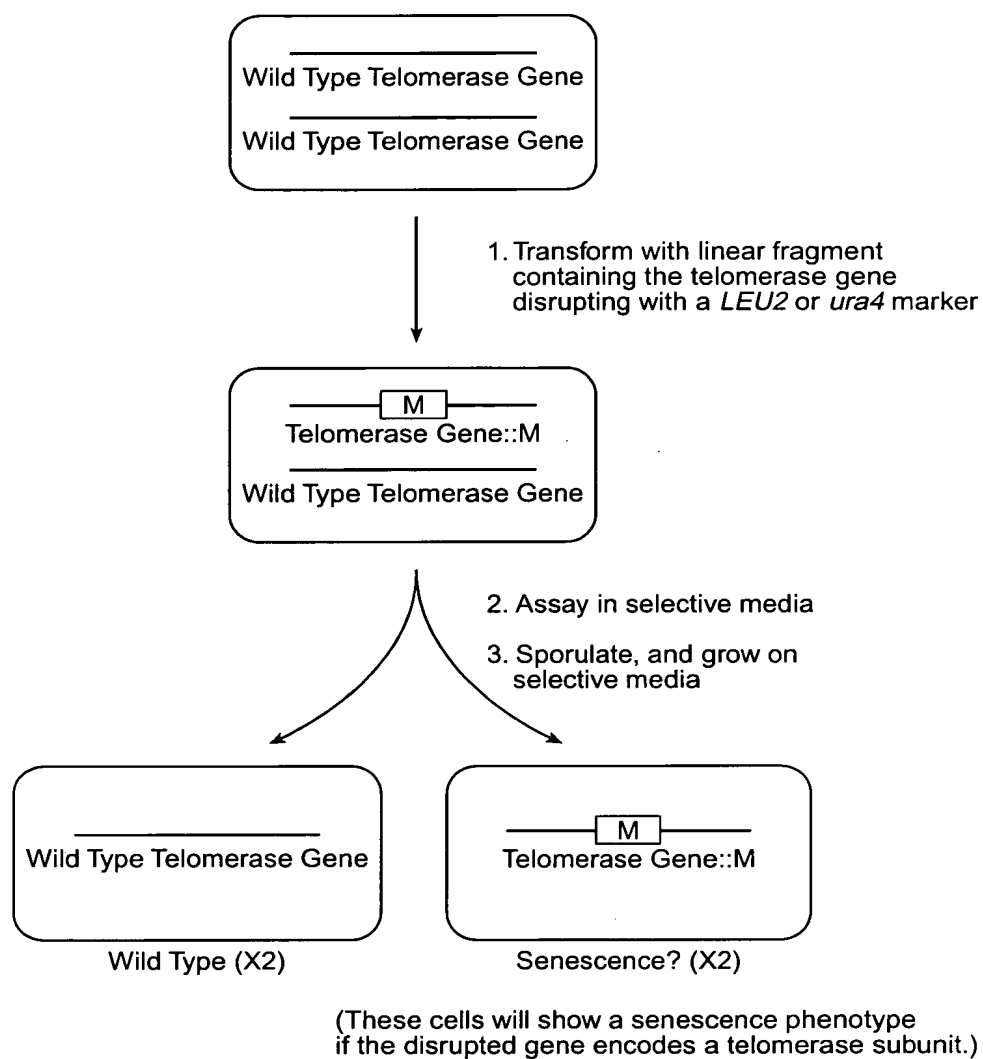 Wild Type Telomerase Gene
Wild Type Telomerase Gene
1. Transform with linear fragment
containing the telomerase gene
disrupting with a LEU2 or ura4 marker
M
Telomerase Gene::M
Wild Type Telomerase Gene
2. Assay in selective media
3. Sporulate, and grow on
selective media
Wild Type Telomerase Gene
Wild Type (X2)
M
Telomerase Gene::M
Senescence? (X2)
(These cells will show a senescence phenotype
if the disrupted gene encodes a telomerase subunit.)